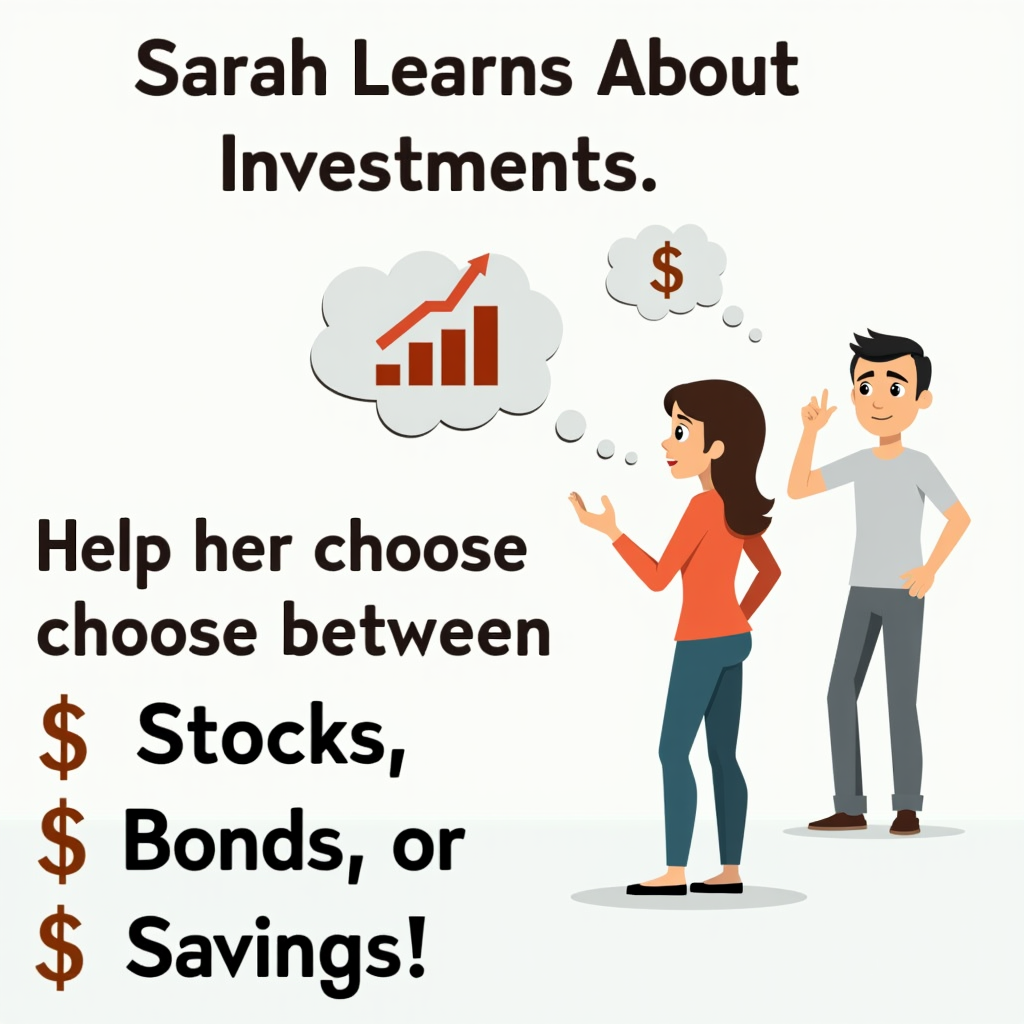 Sarah Learns About
Investments.
$
Help her choose
choose between
$ Stocks,
$ Bonds, or
$ Savings!